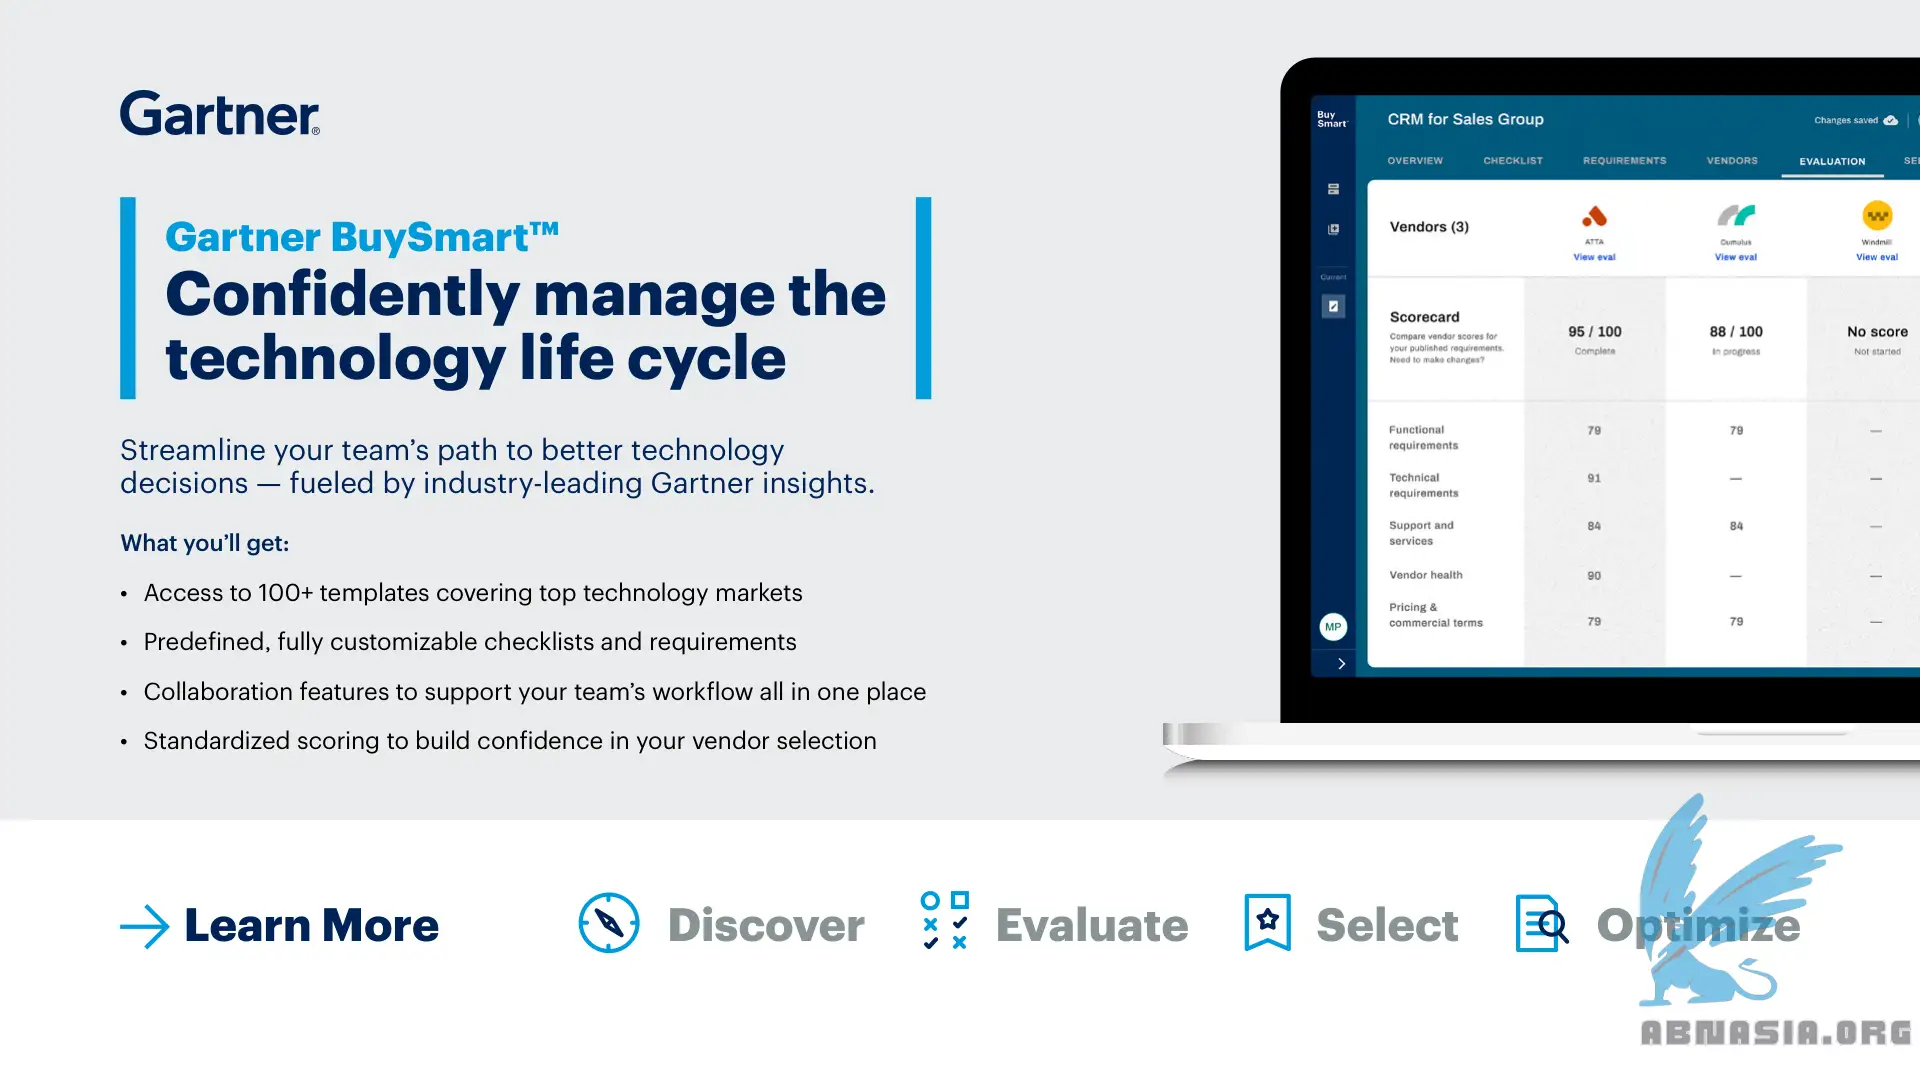 Gartner®
Gartner BuySmart™
Confidently manage the
technology life cycle
Streamline your team's path to better technology
decisions — fueled by industry-leading Gartner insights.
What you'll get:
• Access to 100+ templates covering top technology markets
• Predefined, fully customizable checklists and requirements
• Collaboration features to support your team's workflow all in one place
• Standardized scoring to build confidence in your vendor selection
Buy
Smart
CRM for Sales Group
Changes saved
OVERVIEW CHECKLIST REQUIREMENTS VENDORS EVALUATION
Vendors (3)
ATTA Cumulus Windmill
View eval View eval View eval
Current
Scorecard
Compare vendor scores for
your published requirements.
Need to make changes?
95 / 100 88 / 100 No score
Complete In progress Not started
Functional
requirements
79 79 —
Technical
requirements
91 — —
Support and
services
84 84 —
Vendor health 90 — —
Pricing &
commercial terms
79 79 —
MP
Learn More Discover Evaluate Select Optimize
ABNASIA.ORG